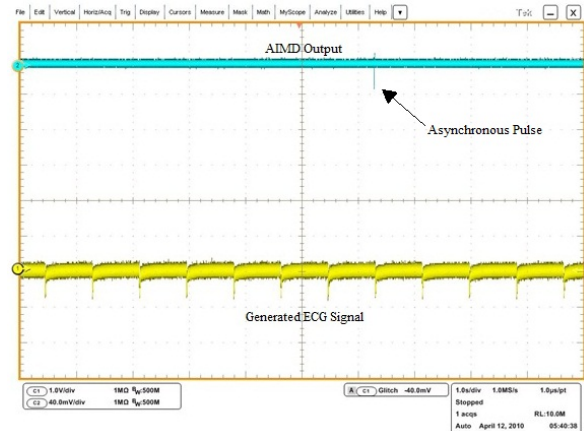 File Edit Vertical Horiz/Acq Trig Display Cursors Measure Mask Math MyScope Analyze Utilities Help Tek X
AIMD Output
2
Asynchronous Pulse
1
Generated ECG Signal
C1 1.0V/div 1MΩ BW:500M
C2 40.0mV/div 1MΩ BW:500M
A C1 Glitch -40.0mV
1.0s/div 1.0MS/s 1.0µs/pt
Stopped
1 acqs RL:10.0M
Auto April 12, 2010 05:40:38